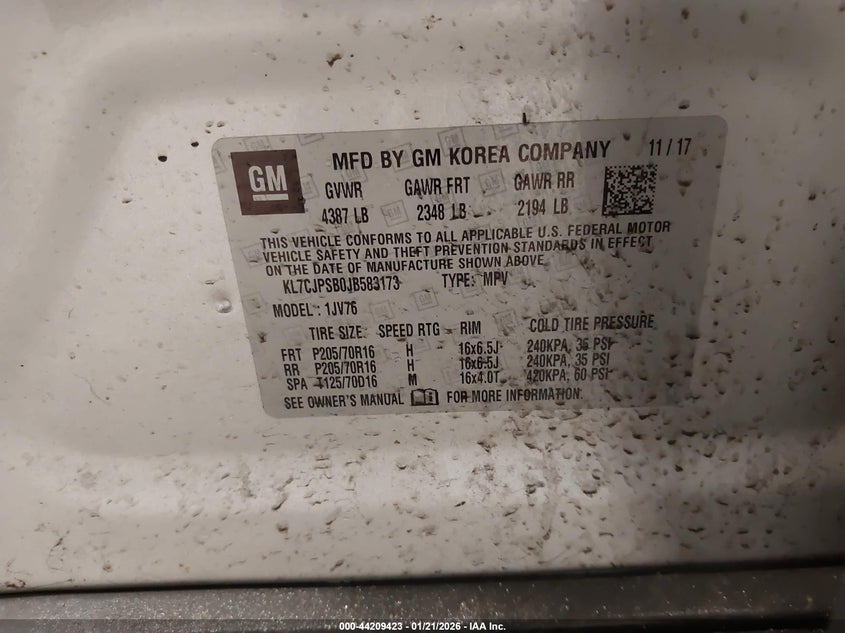 GM
MFD BY GM KOREA COMPANY 11 / 17
GVWR GAWR FRT GAWR RR
4387 LB 2348 LB 2194 LB
THIS VEHICLE CONFORMS TO ALL APPLICABLE U.S. FEDERAL MOTOR
VEHICLE SAFETY AND THEFT PREVENTION STANDARDS IN EFFECT
ON THE DATE OF MANUFACTURE SHOWN ABOVE
KL7CJPSB0JB583173 TYPE: MPV
MODEL : 1JV76
TIRE SIZE: SPEED RTG RIM COLD TIRE PRESSURE
FRT P205/70R16 H 16x6.5J 240KPA, 35 PSI
RR P205/70R16 H 16x6.5J 240KPA, 35 PSI
SPA T125/70D16 M 16x4.0T 420KPA, 60 PSI
SEE OWNER'S MANUAL FOR MORE INFORMATION.
000-44209423 - 01/21/2026 - IAA Inc.